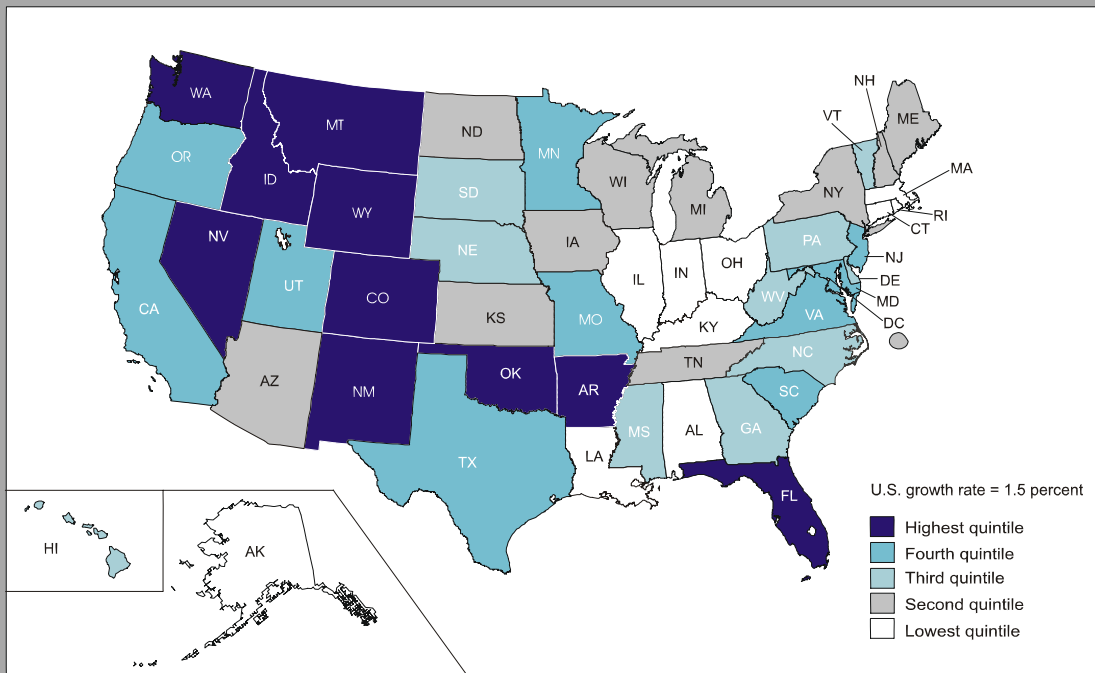 NH
VT
ME
WA
MT
ND
MN
OR
ID
SD
WI
NY
MA
MI
WY
RI
CT
NV
NE
IA
PA
NJ
OH
IL
IN
DE
UT
CO
WV
MD
CA
KS
MO
VA
DC
KY
NC
TN
AZ
OK
NM
AR
SC
MS
AL
GA
TX
LA
FL
U.S. growth rate = 1.5 percent
Highest quintile
HI
AK
Fourth quintile
Third quintile
Second quintile
Lowest quintile